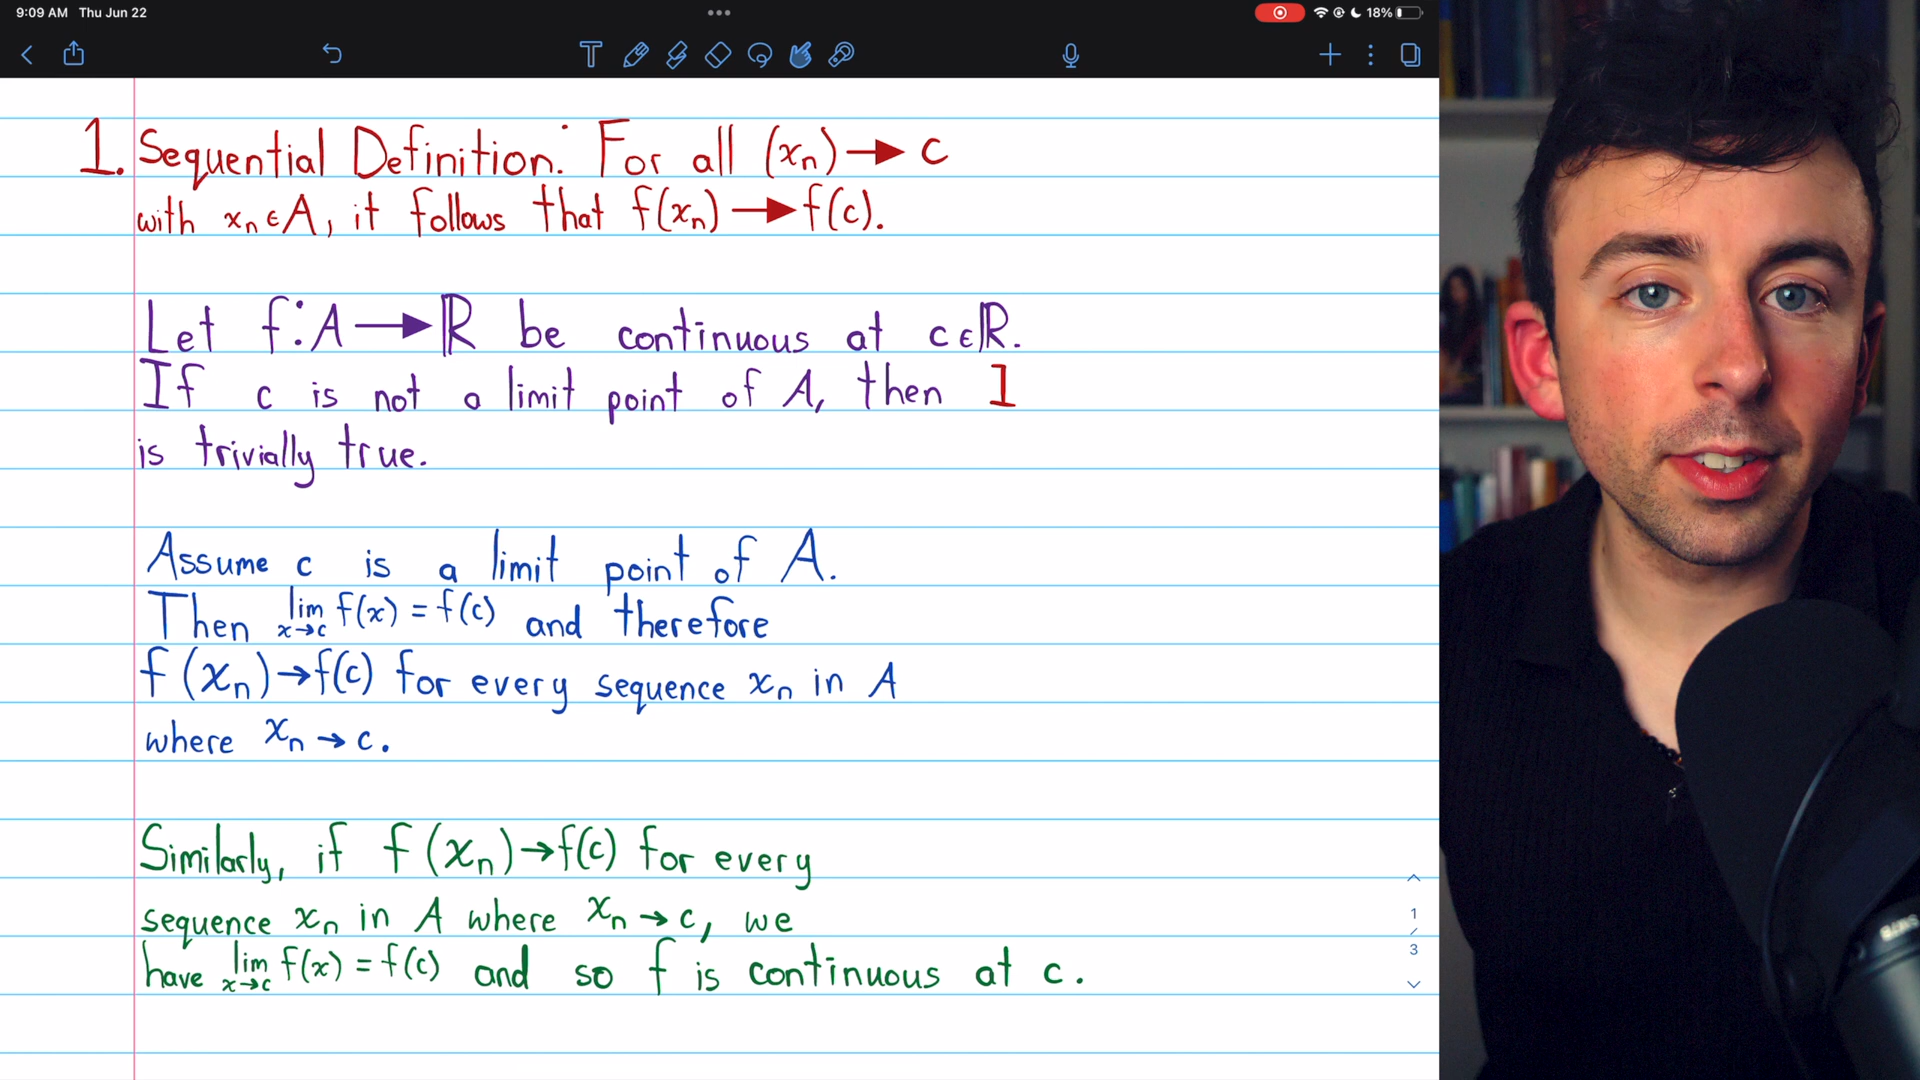 9:09 AM Thu Jun 22
18%
1. Sequential Definition: For all (xₙ) → c
with xₙ ∈ A, it follows that f(xₙ) → f(c).
Let f: A → ℝ be continuous at c ∈ ℝ.
If c is not a limit point of A, then 1
is trivially true.
Assume c is a limit point of A.
Then lim x→c f(x) = f(c) and therefore
f(xₙ) → f(c) for every sequence xₙ in A
where xₙ → c.
Similarly, if f(xₙ) → f(c) for every
sequence xₙ in A where xₙ → c, we
have lim x→c f(x) = f(c) and so f is continuous at c.
1
/
3